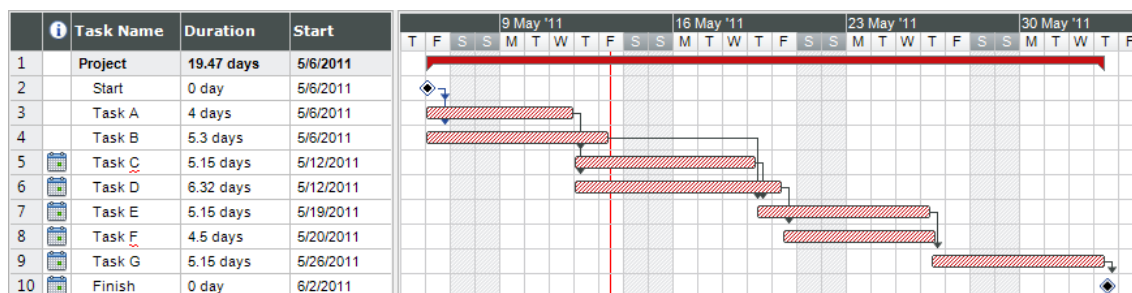 9 May '11 16 May '11 23 May '11 30 May '11
Task Name Duration Start
T F S S M T W T F S S M T W T F S S M T W T F S S M T W T F
1 Project 19.47 days 5/6/2011
2 Start 0 day 5/6/2011
3 Task A 4 days 5/6/2011
4 Task B 5.3 days 5/6/2011
5 Task C 5.15 days 5/12/2011
6 Task D 6.32 days 5/12/2011
7 Task E 5.15 days 5/19/2011
8 Task F 4.5 days 5/20/2011
9 Task G 5.15 days 5/26/2011
10 Finish 0 day 6/2/2011